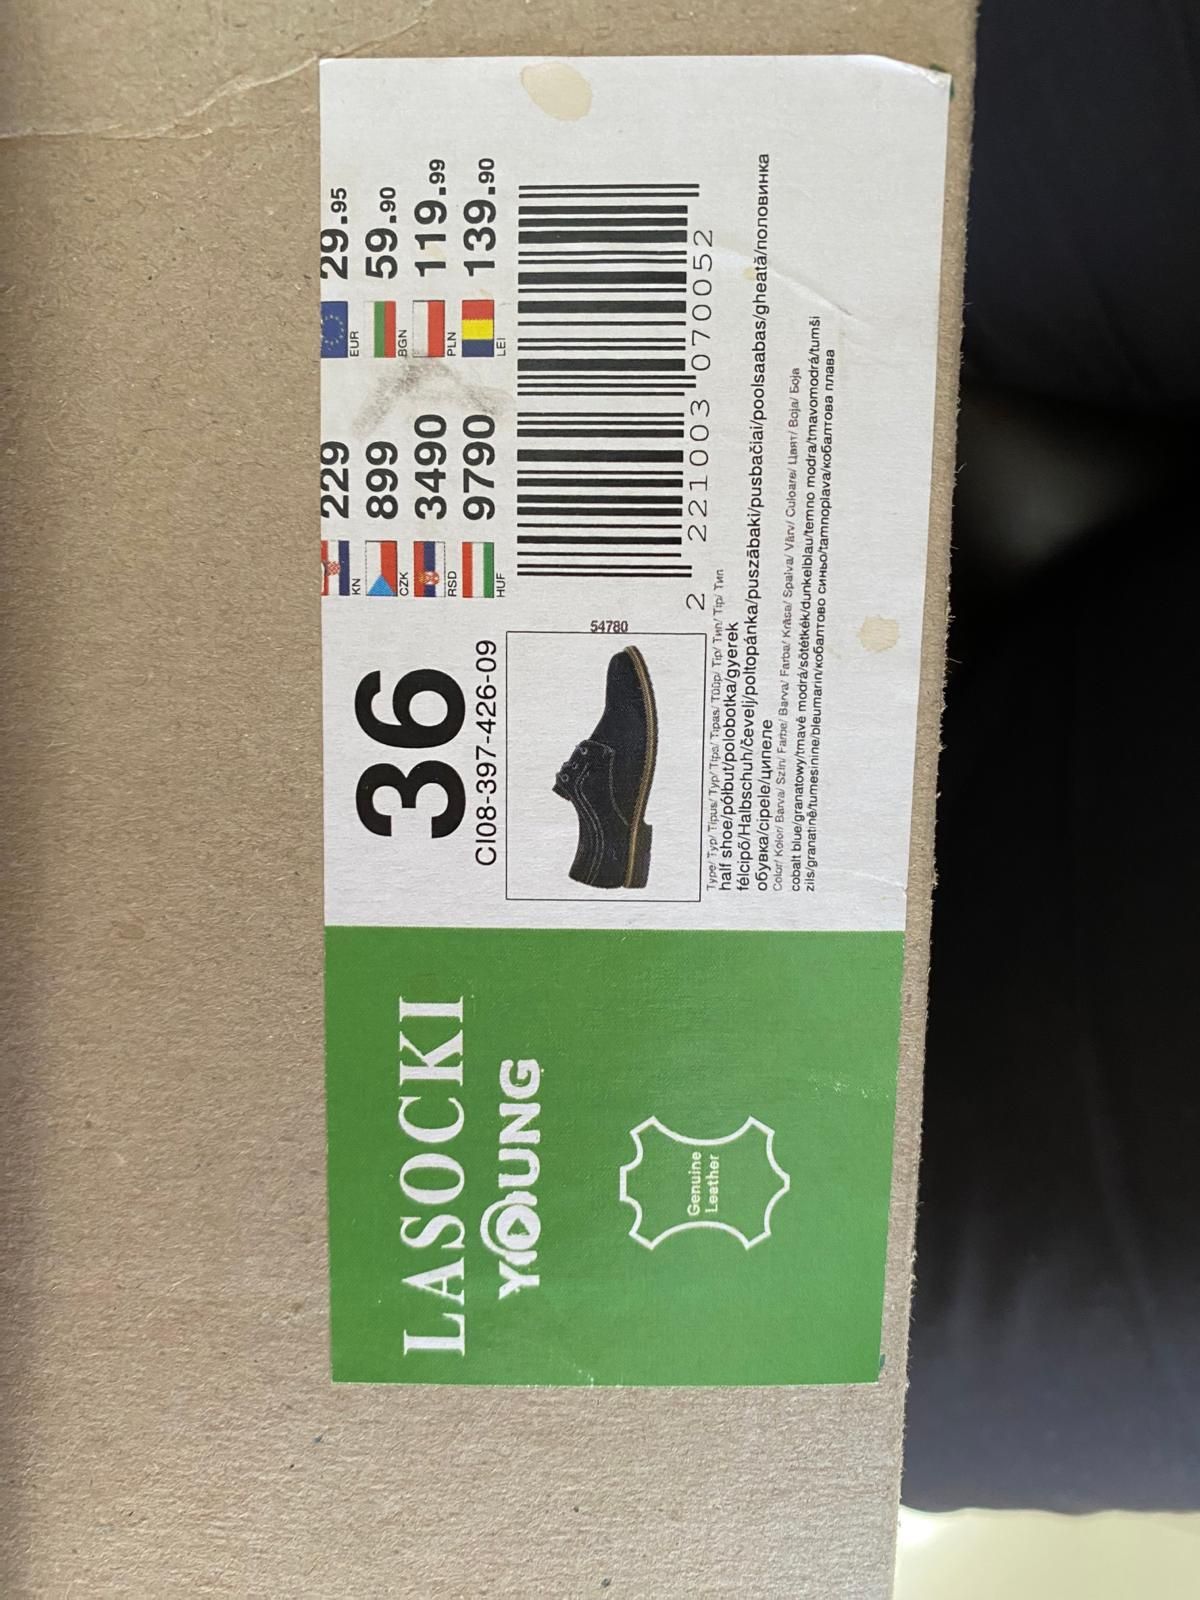 LASOCKI
YOUNG
Genuine
Leather
36
CI08-397-426-09
54780
KN 229
CZK 899
RSD 3490
HUF 9790
EUR 29.95
BGN 59.90
PLN 119.99
LEI 139.90
2 221003 070052
Type/ Typ/ Típus/ Typ/ Tips/ Tipas/ Tüüp/ Tip/ Тип/ Tip/ Тип
half shoe/półbut/polobotka/gyerek
félcipő/Halbschuh/čevelj/poltopánka/puszābaki/pusbačiai/poolsaabas/gheată/половинка
обувка/cipele/ципеле
Color/ Kolor/ Barva/ Szín/ Farbe/ Barva/ Farba/ Krāsa/ Spalva/ Värv/ Culoare/ Цвят/ Boja/ Боја
cobalt blue/granatowy/tmavě modrá/sötétkék/dunkelblau/temno modra/tmavomodrá/tumši
zils/granatinė/tumesinine/bleumarin/кобалтово синьо/tamnoplava/кобалтова плава